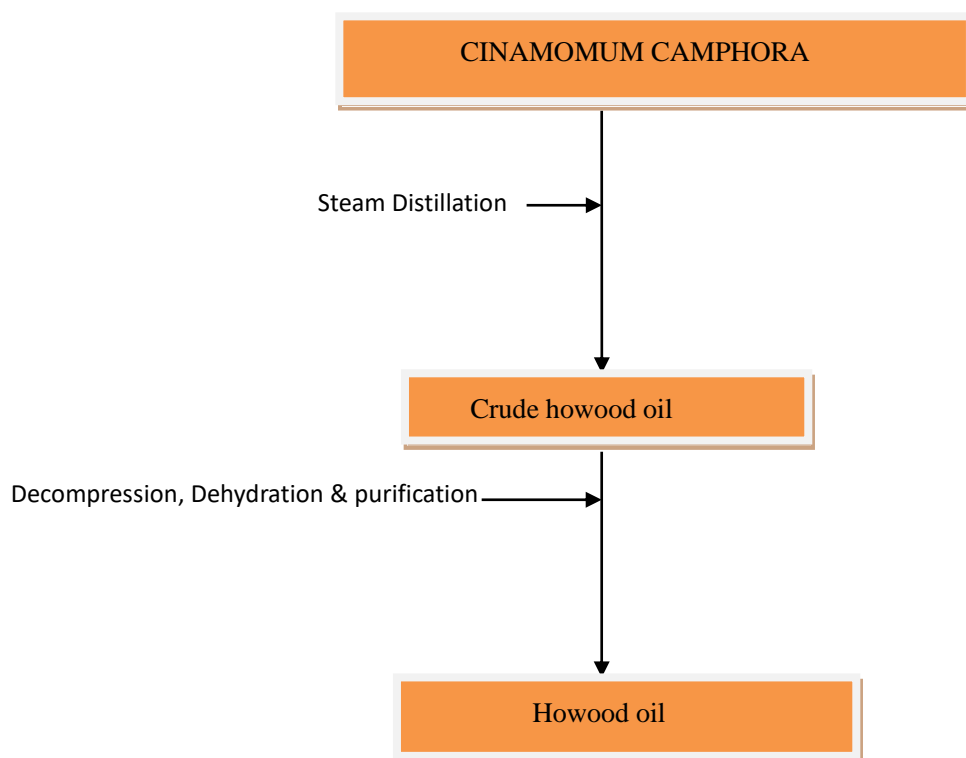 CINAMOMUM CAMPHORA
Steam Distillation
Crude howood oil
Decompression, Dehydration & purification
Howood oil